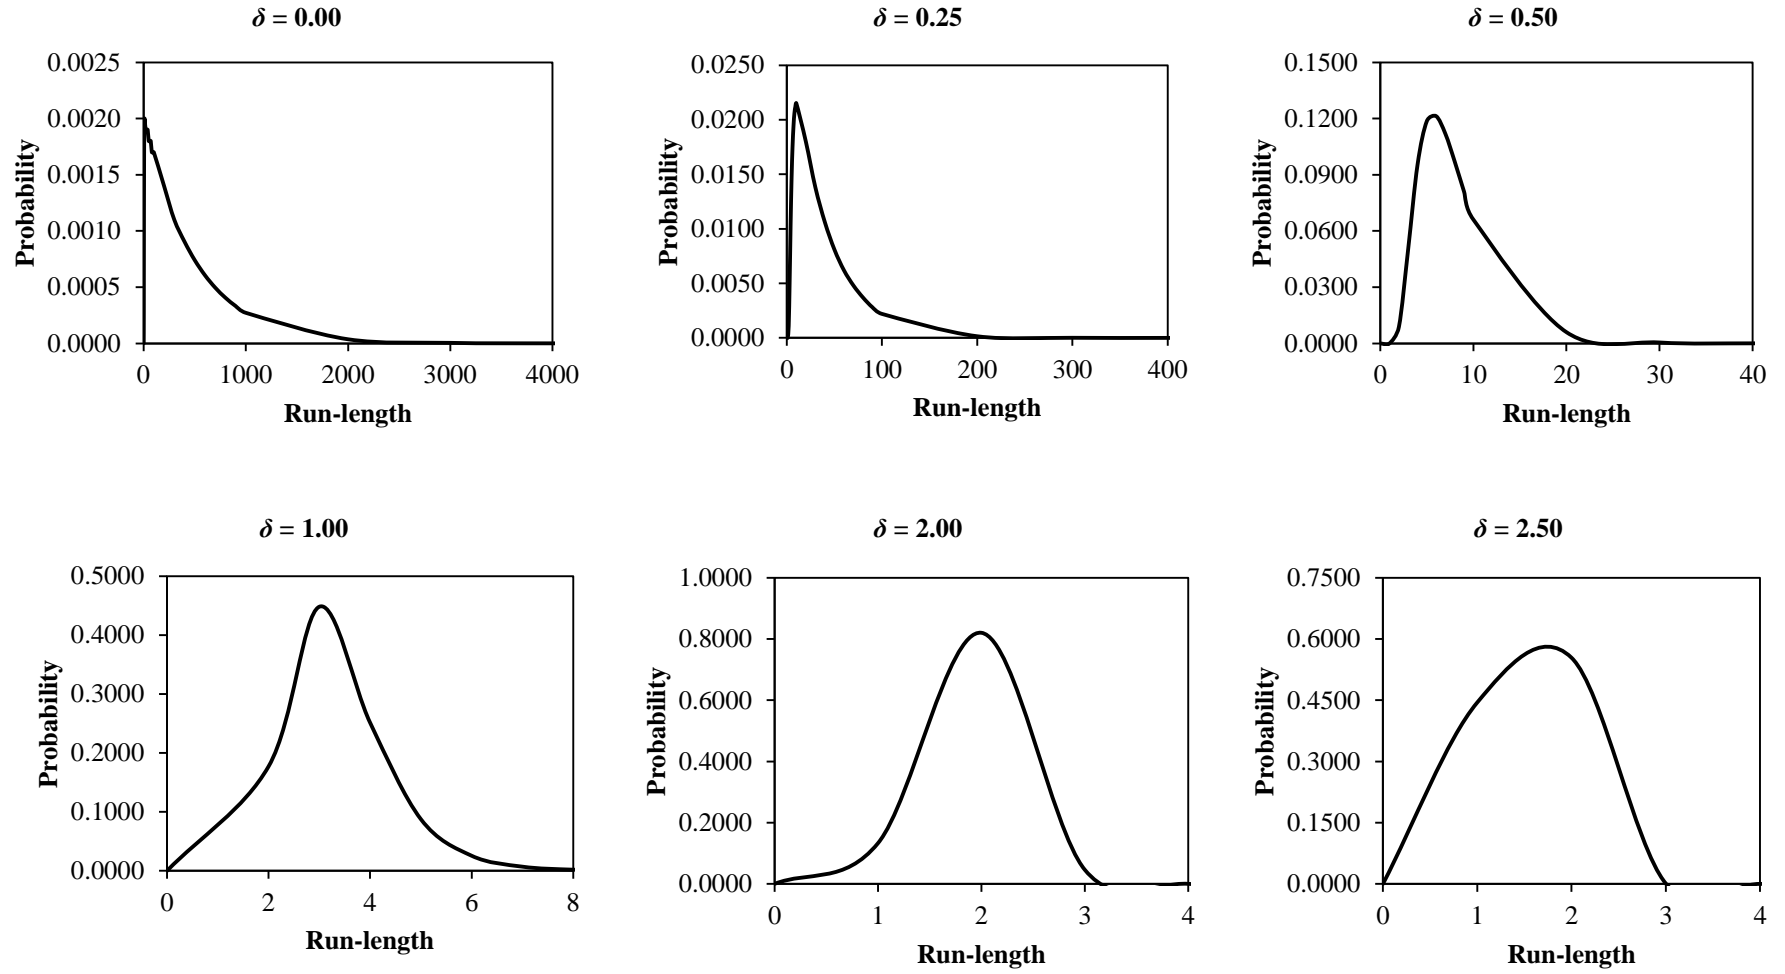 δ = 0.00
0.0025
0.0020
0.0015
0.0010
0.0005
0.0000
Probability
0 1000 2000 3000 4000
Run-length
δ = 0.25
0.0250
0.0200
0.0150
0.0100
0.0050
0.0000
Probability
0 100 200 300 400
Run-length
δ = 0.50
0.1500
0.1200
0.0900
0.0600
0.0300
0.0000
Probability
0 10 20 30 40
Run-length
δ = 1.00
0.5000
0.4000
0.3000
0.2000
0.1000
0.0000
Probability
0 2 4 6 8
Run-length
δ = 2.00
1.0000
0.8000
0.6000
0.4000
0.2000
0.0000
Probability
0 1 2 3 4
Run-length
δ = 2.50
0.7500
0.6000
0.4500
0.3000
0.1500
0.0000
Probability
0 1 2 3 4
Run-length